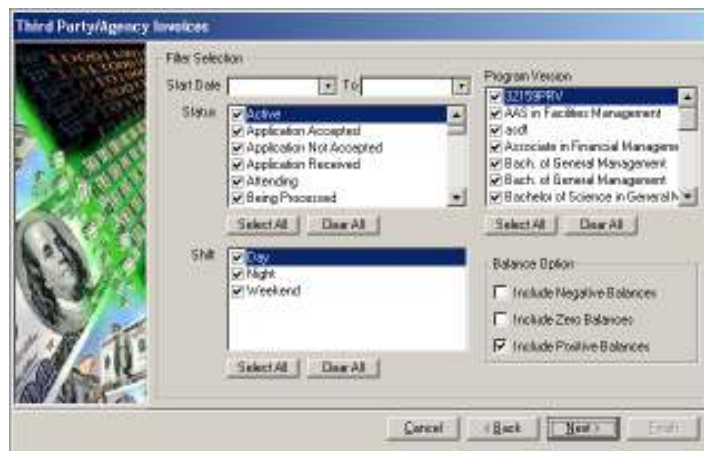 Third Party/Agency Invoices
Filter Selection
Start Date
To
Status
Active
Application Accepted
Application Not Accepted
Application Received
Attending
Being Processed
Select All
Clear All
Shift
Day
Night
Weekend
Select All
Clear All
Program Version
32159PRV
AAS in Facilities Management
asdt
Associate in Financial Manageme
Bach. of General Management
Bach. of General Management
Bachelor of Science in General M
Select All
Clear All
Balance Option
Include Negative Balances
Include Zero Balances
Include Positive Balances
Cancel
< Back
Next >
Finish